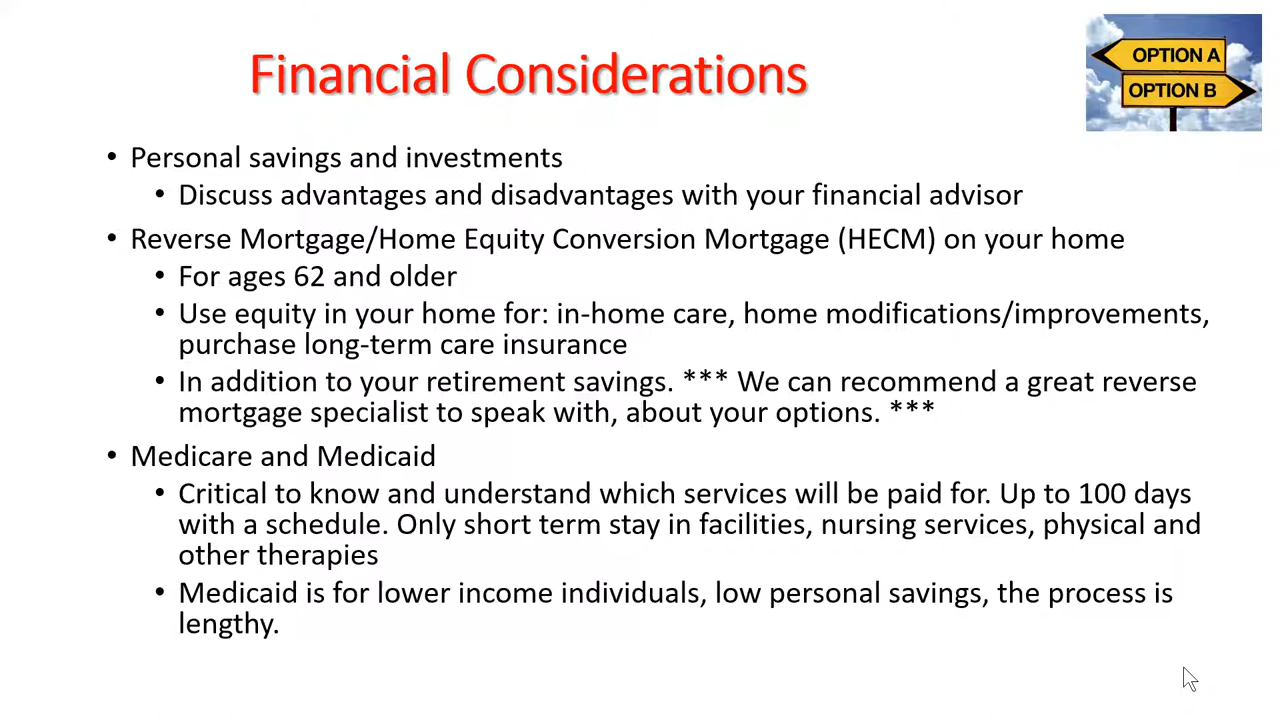 Financial Considerations
OPTION A
OPTION B
• Personal savings and investments
• Discuss advantages and disadvantages with your financial advisor
• Reverse Mortgage/Home Equity Conversion Mortgage (HECM) on your home
• For ages 62 and older
• Use equity in your home for: in-home care, home modifications/improvements,
purchase long-term care insurance
• In addition to your retirement savings. *** We can recommend a great reverse
mortgage specialist to speak with, about your options. ***
• Medicare and Medicaid
• Critical to know and understand which services will be paid for. Up to 100 days
with a schedule. Only short term stay in facilities, nursing services, physical and
other therapies
• Medicaid is for lower income individuals, low personal savings, the process is
lengthy.